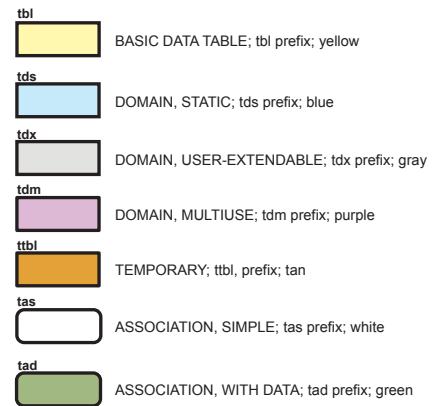 tbl
BASIC DATA TABLE; tbl prefix; yellow
tds
DOMAIN, STATIC; tds prefix; blue
tdx
DOMAIN, USER-EXTENDABLE; tdx prefix; gray
tdm
DOMAIN, MULTIUSE; tdm prefix; purple
ttbl
TEMPORARY; ttbl, prefix; tan
tas
ASSOCIATION, SIMPLE; tas prefix; white
tad
ASSOCIATION, WITH DATA; tad prefix; green